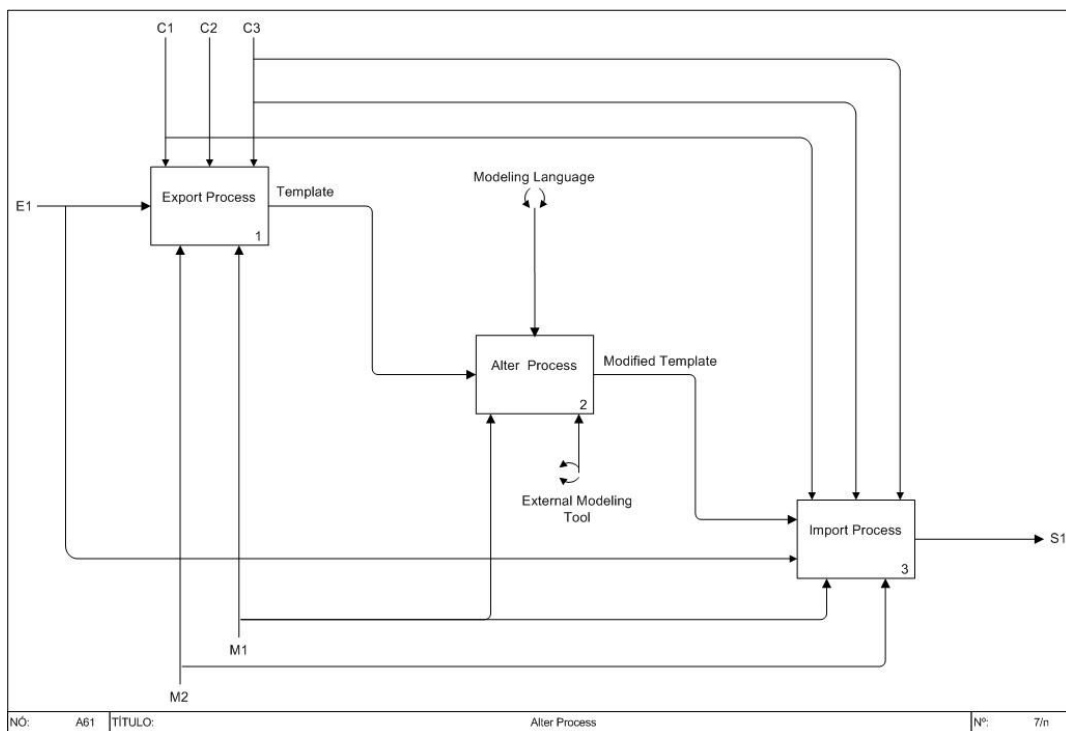 C1 C2 C3
Modeling Language
Export Process
Template
E1
1
Alter Process
Modified Template
2
External Modeling
Tool
Import Process
S1
3
M1
M2
NÓ: A61 TÍTULO: Alter Process Nº: 7/n